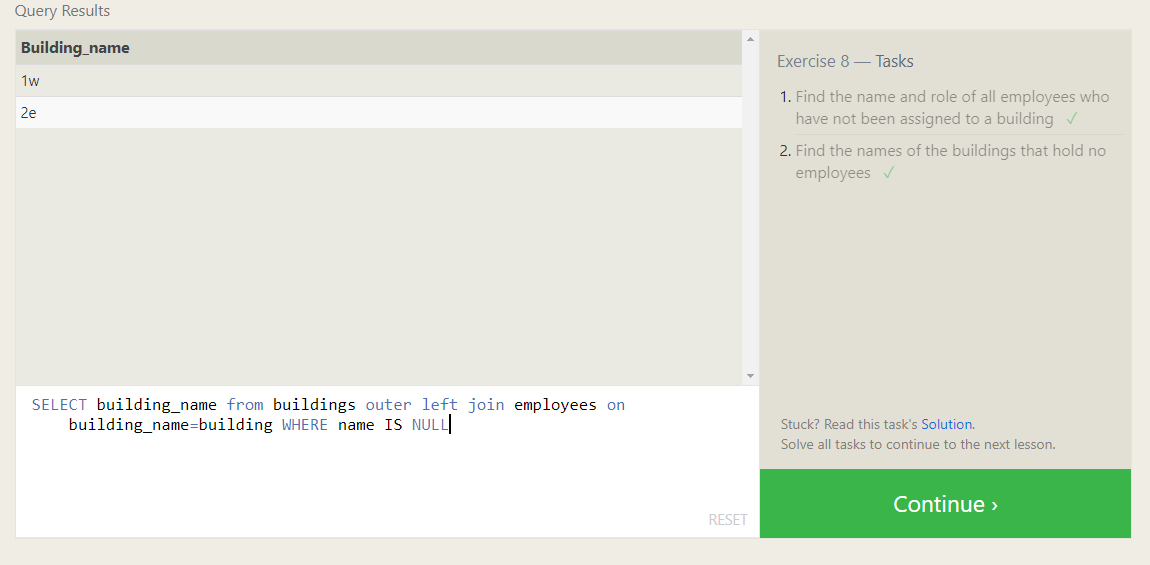 Query Results
Building_name
1w
2e
SELECT building_name from buildings outer left join employees on
building_name=building WHERE name IS NULL
RESET
Exercise 8 — Tasks
1. Find the name and role of all employees who
have not been assigned to a building ✓
2. Find the names of the buildings that hold no
employees ✓
Stuck? Read this task's Solution.
Solve all tasks to continue to the next lesson.
Continue ›